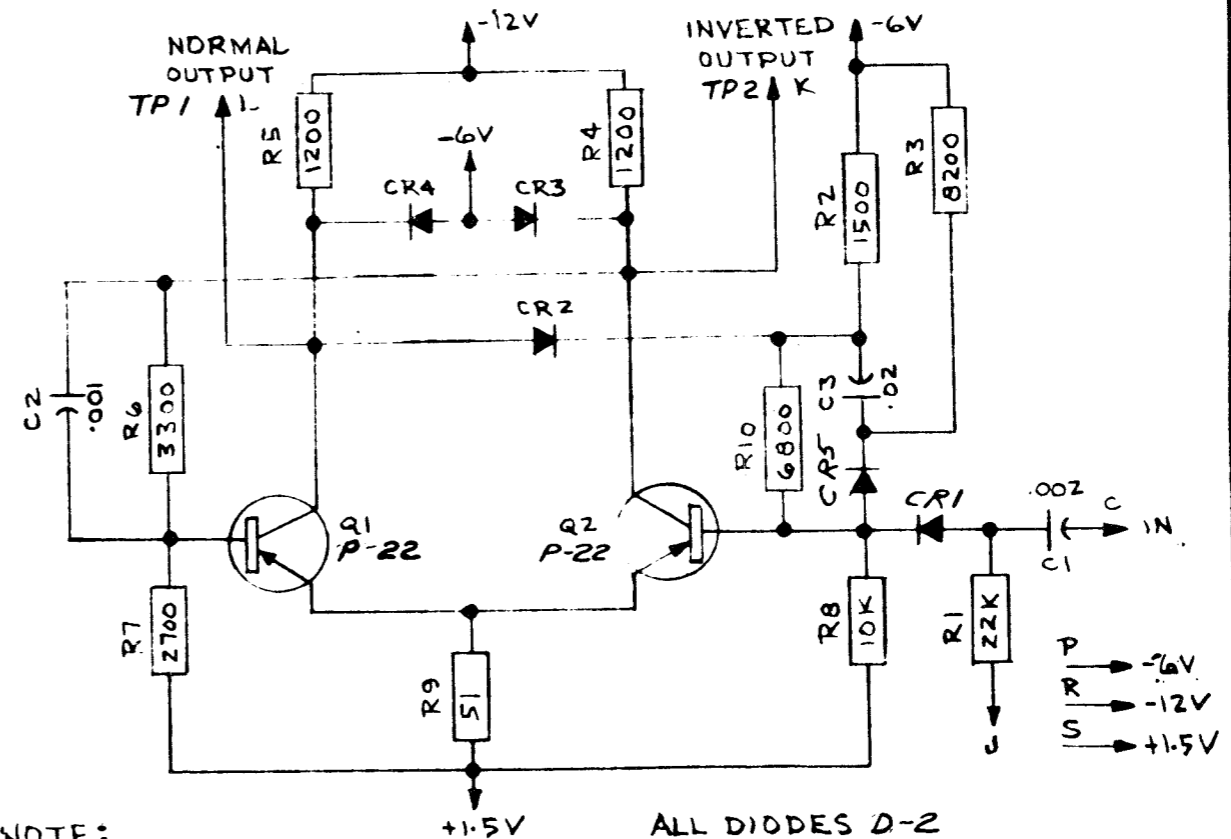 -12V
NORMAL
OUTPUT
TP1 L
INVERTED
OUTPUT
TP2 K
-6V
R5
1200
-6V
R4
1200
R3
8200
CR4
CR3
R2
1500
CR2
C2
.001
R6
3300
R10
6800
C3
.02
CR5
CR1
.002
C
IN
C1
Q1
P-22
Q2
P-22
R7
2700
R9
51
R8
10K
R1
22K
J
P
-6V
R
-12V
S
+1.5V
NOTE:
+1.5V
ALL DIODES D-2